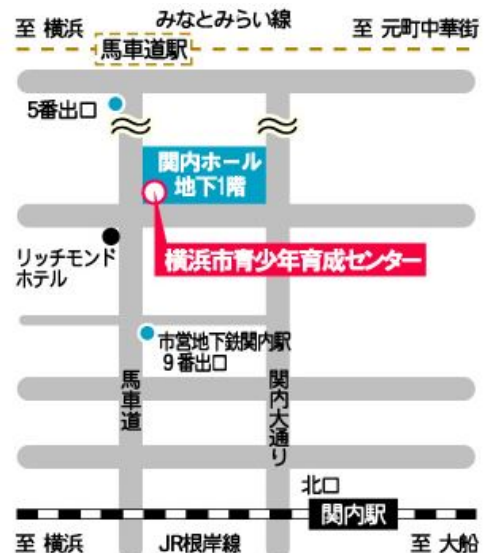 至 横浜
みなとみらい線
至 元町中華街
馬車道駅
5番出口
関内ホール
地下1階
リッチモンド
ホテル
横浜市青少年育成センター
市営地下鉄関内駅
9番出口
馬車道
関内大通り
北口
関内駅
至 横浜
JR根岸線
至 大船